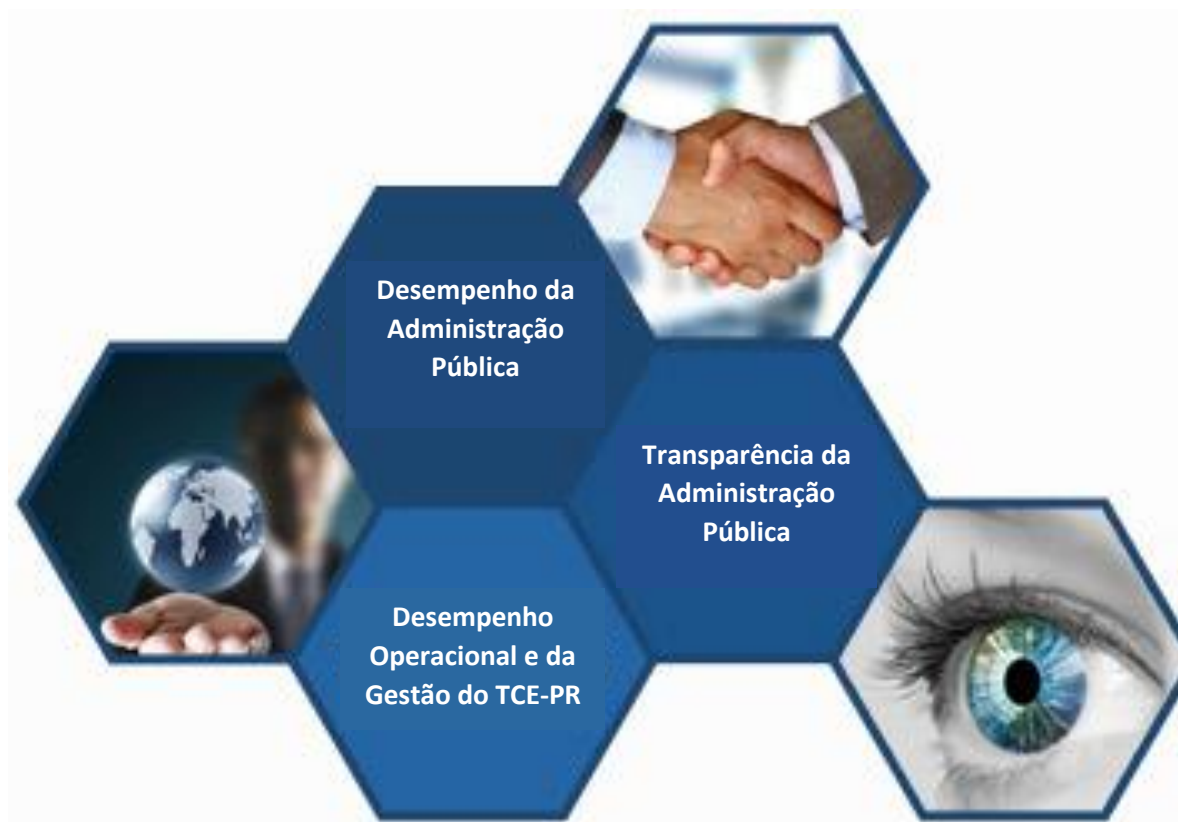 Desempenho da
Administração
Pública
Transparência da
Administração
Pública
Desempenho
Operacional e da
Gestão do TCE-PR